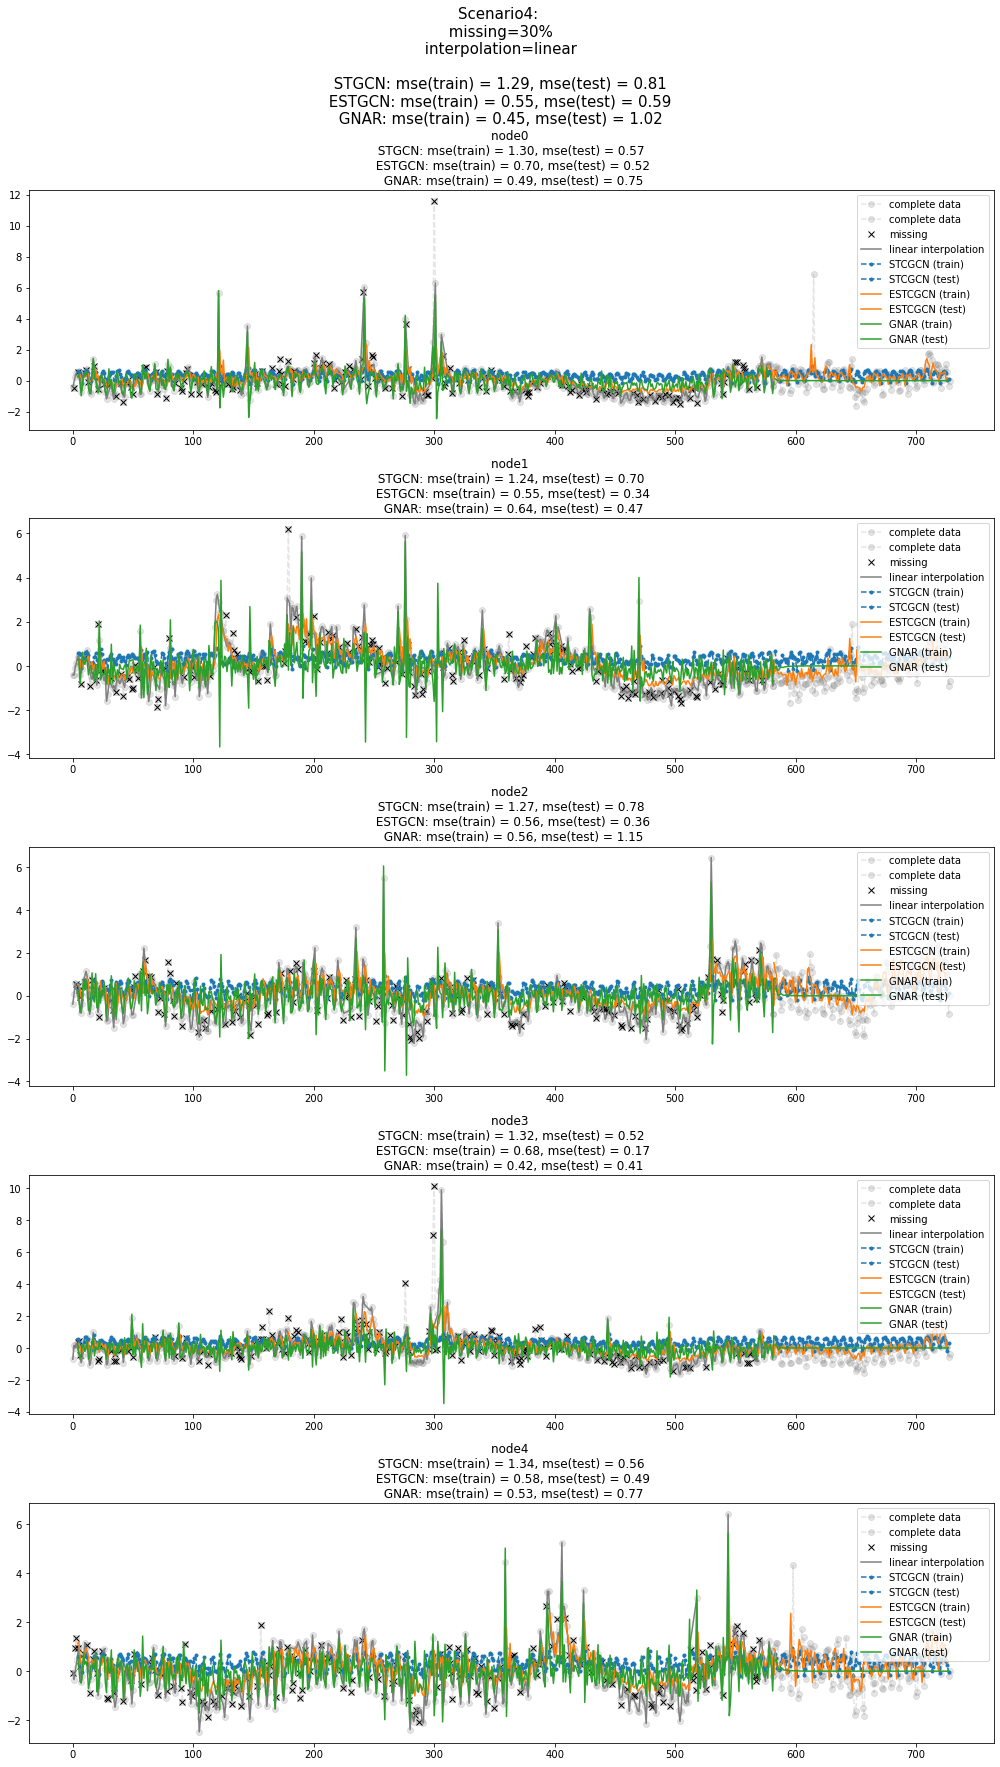 Scenario4:
missing=30%
interpolation=linear
STGCN: mse(train) = 1.29, mse(test) = 0.81
ESTGCN: mse(train) = 0.55, mse(test) = 0.59
GNAR: mse(train) = 0.45, mse(test) = 1.02
node0
STGCN: mse(train) = 1.30, mse(test) = 0.57
ESTGCN: mse(train) = 0.70, mse(test) = 0.52
GNAR: mse(train) = 0.49, mse(test) = 0.75
12
10
8
6
4
2
0
−2
complete data
complete data
missing
linear interpolation
STCGCN (train)
STCGCN (test)
ESTCGCN (train)
ESTCGCN (test)
GNAR (train)
GNAR (test)
0 100 200 300 400 500 600 700
node1
STGCN: mse(train) = 1.24, mse(test) = 0.70
ESTGCN: mse(train) = 0.55, mse(test) = 0.34
GNAR: mse(train) = 0.64, mse(test) = 0.47
6
4
2
0
−2
−4
complete data
complete data
missing
linear interpolation
STCGCN (train)
STCGCN (test)
ESTCGCN (train)
ESTCGCN (test)
GNAR (train)
GNAR (test)
0 100 200 300 400 500 600 700
node2
STGCN: mse(train) = 1.27, mse(test) = 0.78
ESTGCN: mse(train) = 0.56, mse(test) = 0.36
GNAR: mse(train) = 0.56, mse(test) = 1.15
6
4
2
0
−2
−4
complete data
complete data
missing
linear interpolation
STCGCN (train)
STCGCN (test)
ESTCGCN (train)
ESTCGCN (test)
GNAR (train)
GNAR (test)
0 100 200 300 400 500 600 700
node3
STGCN: mse(train) = 1.32, mse(test) = 0.52
ESTGCN: mse(train) = 0.68, mse(test) = 0.17
GNAR: mse(train) = 0.42, mse(test) = 0.41
10
8
6
4
2
0
−2
−4
complete data
complete data
missing
linear interpolation
STCGCN (train)
STCGCN (test)
ESTCGCN (train)
ESTCGCN (test)
GNAR (train)
GNAR (test)
0 100 200 300 400 500 600 700
node4
STGCN: mse(train) = 1.34, mse(test) = 0.56
ESTGCN: mse(train) = 0.58, mse(test) = 0.49
GNAR: mse(train) = 0.53, mse(test) = 0.77
6
4
2
0
−2
complete data
complete data
missing
linear interpolation
STCGCN (train)
STCGCN (test)
ESTCGCN (train)
ESTCGCN (test)
GNAR (train)
GNAR (test)
0 100 200 300 400 500 600 700